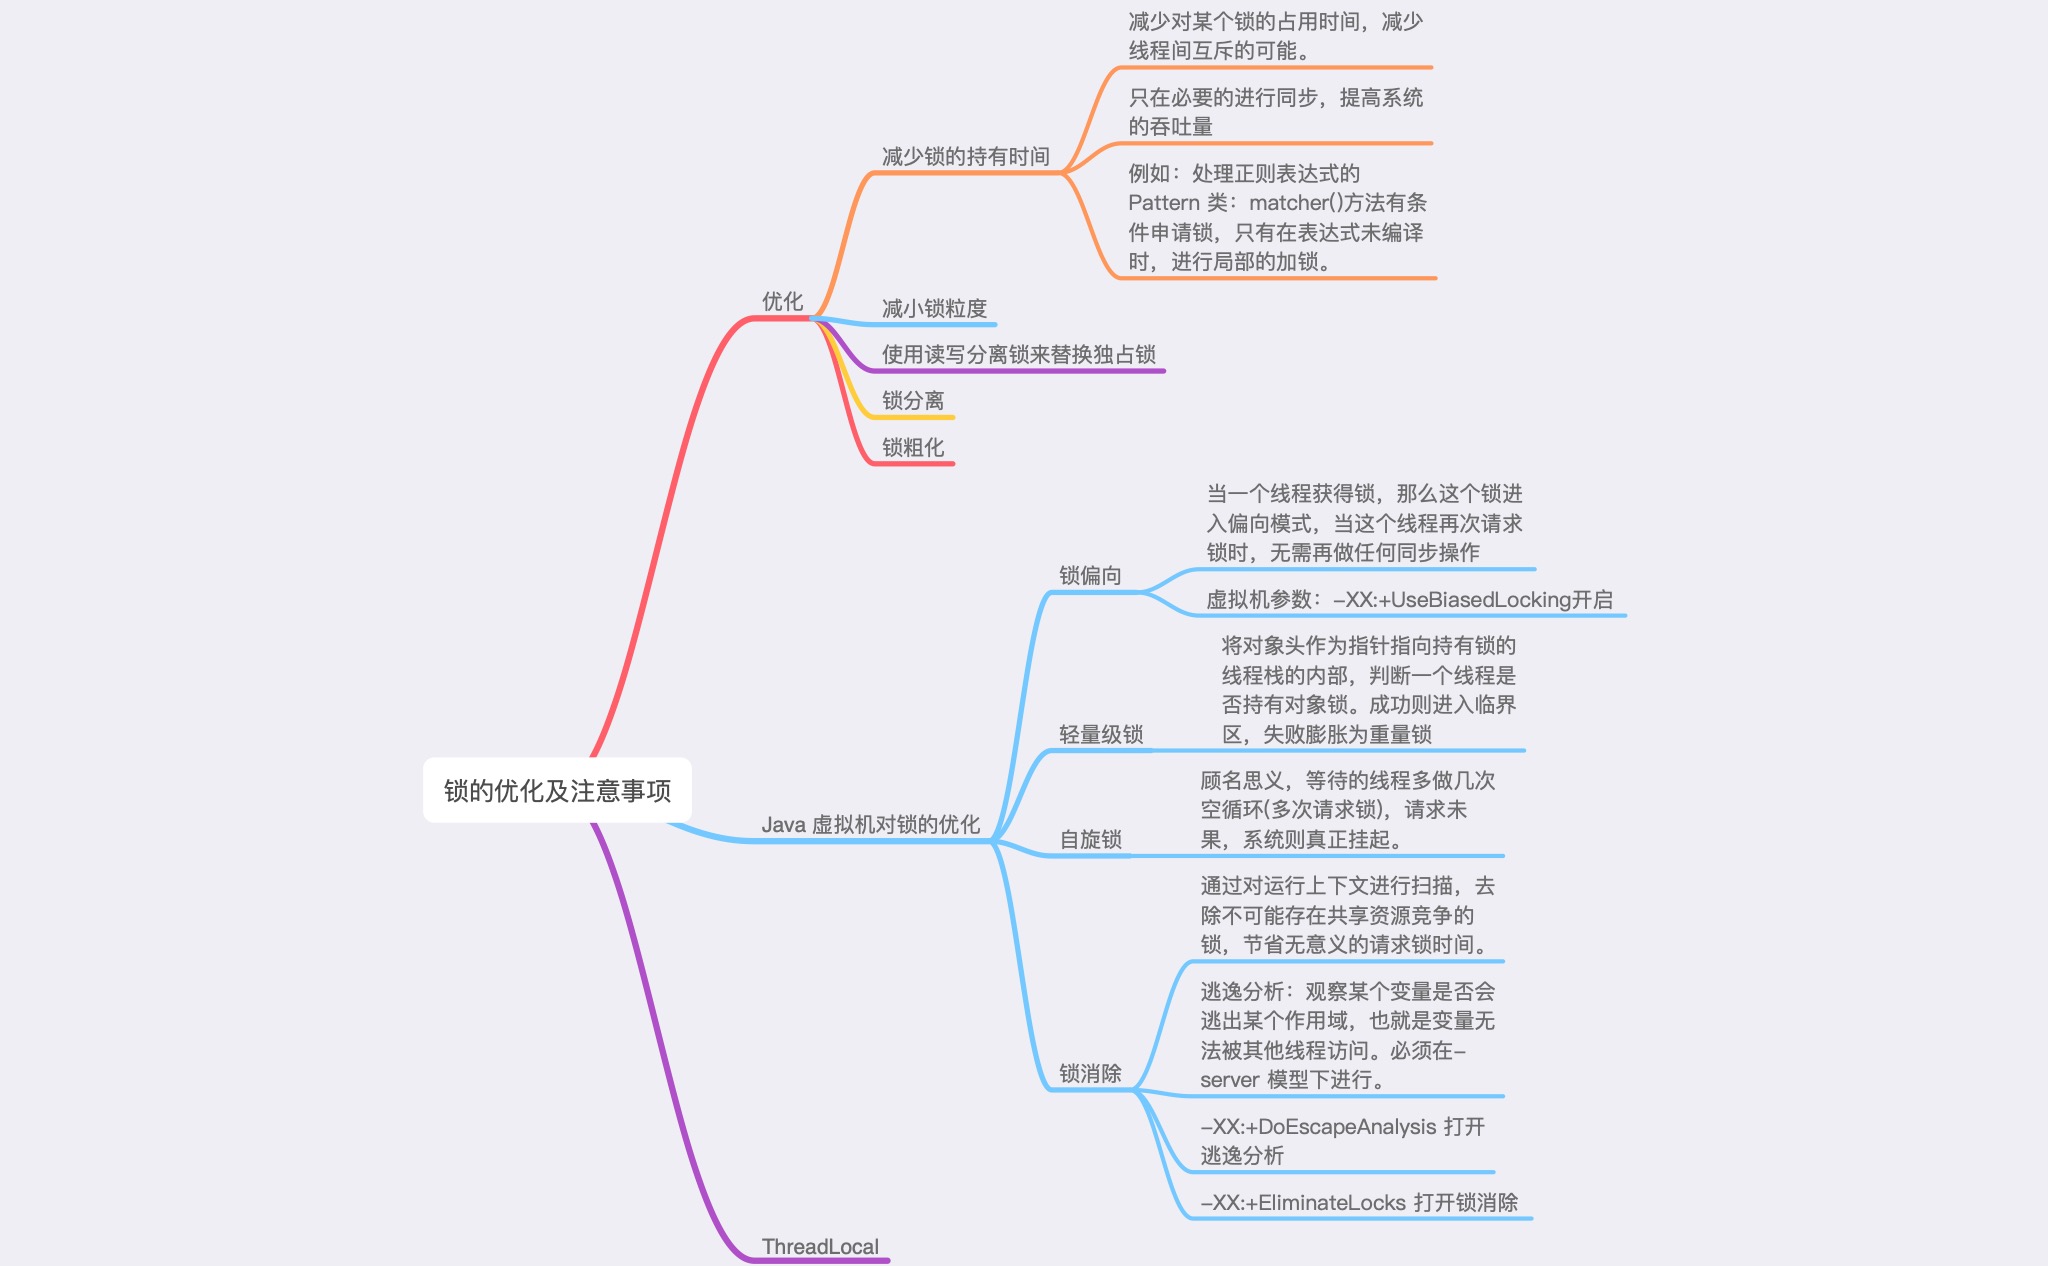 减少对某个锁的占用时间，减少
线程间互斥的可能。
只在必要的进行同步，提高系统
的吞吐量
减少锁的持有时间
例如：处理正则表达式的
Pattern 类：matcher()方法有条
件申请锁，只有在表达式未编译
时，进行局部的加锁。
优化
减小锁粒度
使用读写分离锁来替换独占锁
锁分离
锁粗化
当一个线程获得锁，那么这个锁进
入偏向模式，当这个线程再次请求
锁时，无需再做任何同步操作
锁偏向
虚拟机参数：-XX:+UseBiasedLocking开启
将对象头作为指针指向持有锁的
线程栈的内部，判断一个线程是
否持有对象锁。成功则进入临界
区，失败膨胀为重量锁
轻量级锁
锁的优化及注意事项
Java 虚拟机对锁的优化
顾名思义，等待的线程多做几次
空循环(多次请求锁)，请求未
果，系统则真正挂起。
自旋锁
通过对运行上下文进行扫描，去
除不可能存在共享资源竞争的
锁，节省无意义的请求锁时间。
逃逸分析：观察某个变量是否会
逃出某个作用域，也就是变量无
法被其他线程访问。必须在-
server 模型下进行。
锁消除
-XX:+DoEscapeAnalysis 打开
逃逸分析
-XX:+EliminateLocks 打开锁消除
ThreadLocal